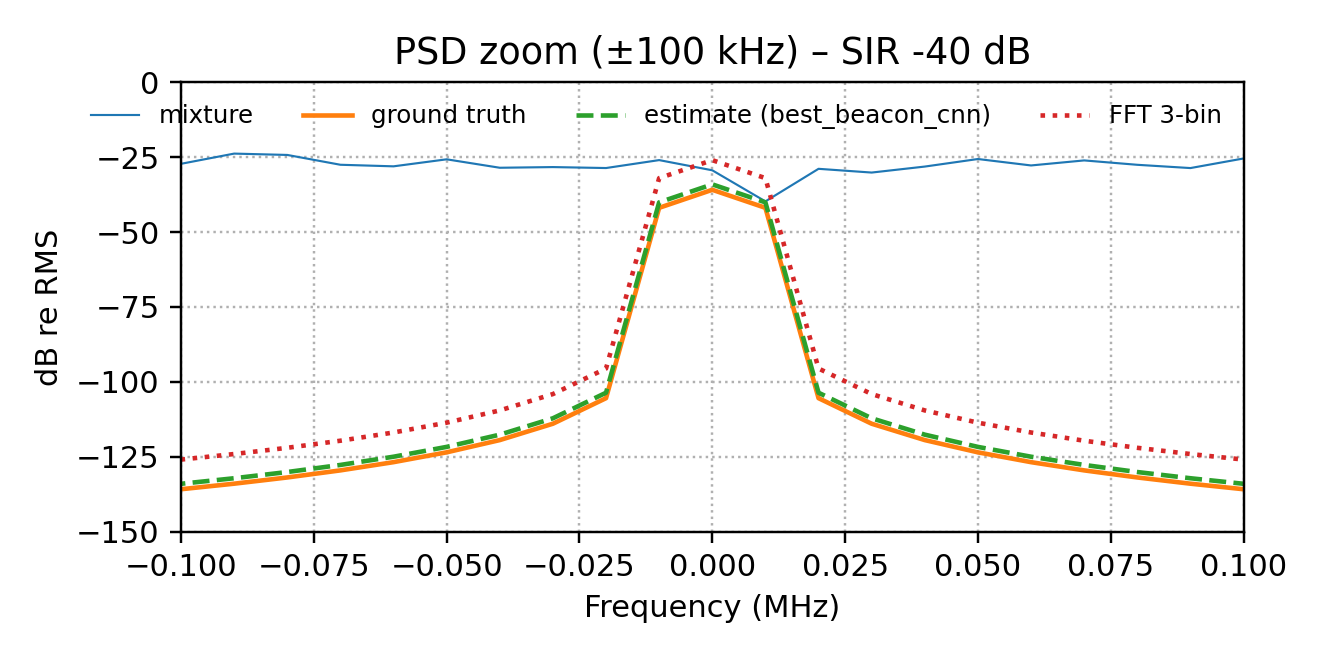 PSD zoom (±100 kHz) – SIR -40 dB
0
mixture ground truth estimate (best_beacon_cnn) FFT 3-bin
−25
−50
−75
−100
−125
−150
dB re RMS
−0.100 −0.075 −0.050 −0.025 0.000 0.025 0.050 0.075 0.100
Frequency (MHz)